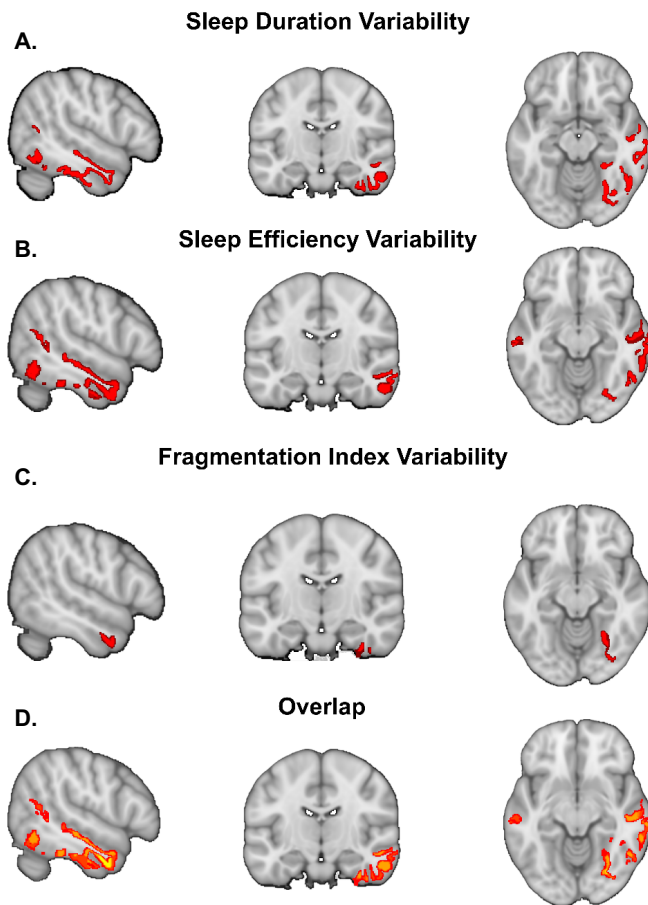 Sleep Duration Variability
A.
Sleep Efficiency Variability
B.
Fragmentation Index Variability
C.
Overlap
D.